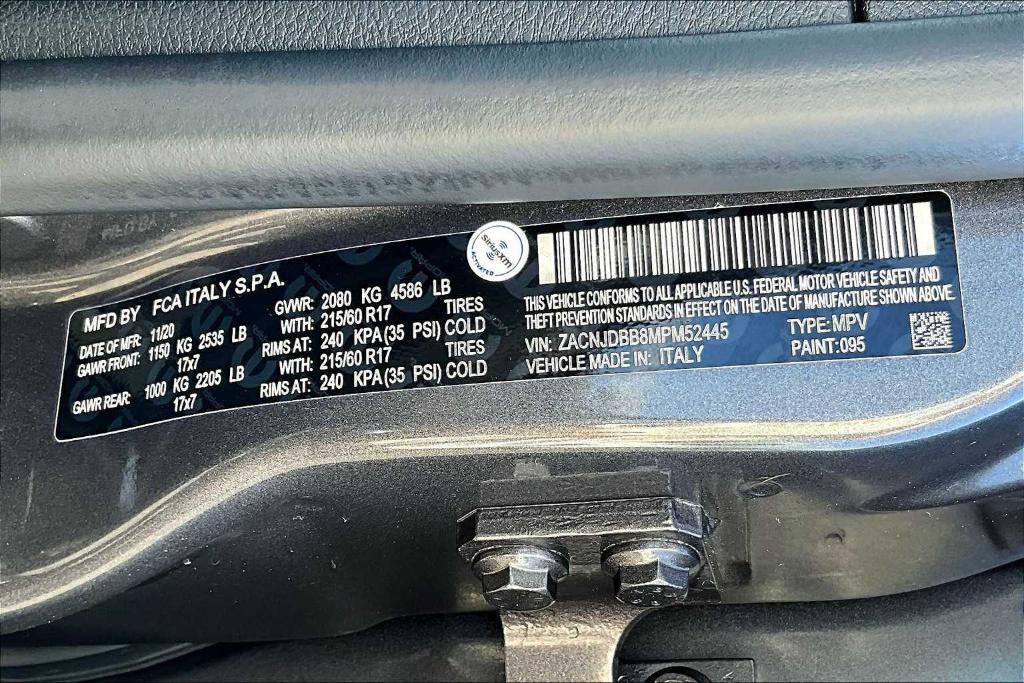 MFD BY FCA ITALY S.P.A.
DATE OF MFR: 11/20 GVWR: 2080 KG 4586 LB
GAWR FRONT: 1150 KG 2535 LB WITH: 215/60 R17 TIRES
17x7 RIMS AT: 240 KPA(35 PSI) COLD
GAWR REAR: 1000 KG 2205 LB WITH: 215/60 R17 TIRES
17x7 RIMS AT: 240 KPA(35 PSI) COLD
siriusxm
ACTIVATED
THIS VEHICLE CONFORMS TO ALL APPLICABLE U.S. FEDERAL MOTOR VEHICLE SAFETY AND
THEFT PREVENTION STANDARDS IN EFFECT ON THE DATE OF MANUFACTURE SHOWN ABOVE.
VIN: ZACNJDBB8MPM52445 TYPE: MPV
VEHICLE MADE IN: ITALY PAINT: 095